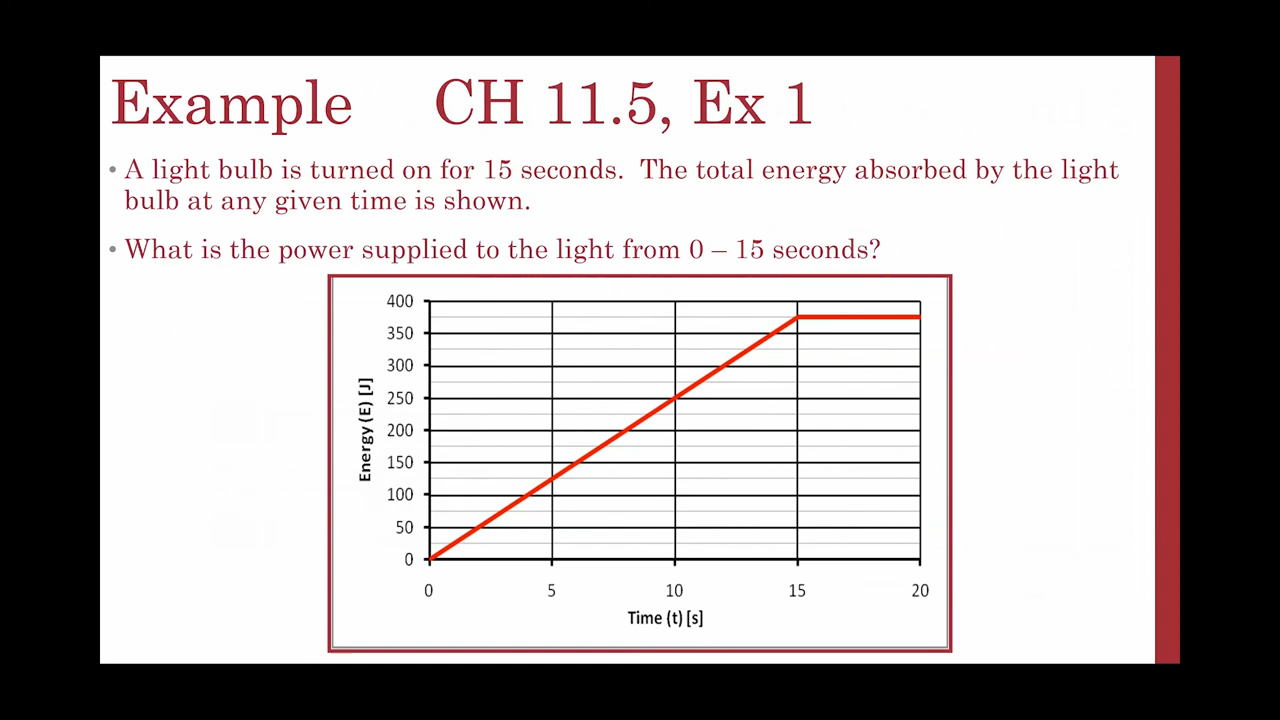 Example CH 11.5, Ex 1
• A light bulb is turned on for 15 seconds. The total energy absorbed by the light
bulb at any given time is shown.
• What is the power supplied to the light from 0 – 15 seconds?
400
350
300
250
200
150
100
50
0
Energy (E) [J]
0 5 10 15 20
Time (t) [s]